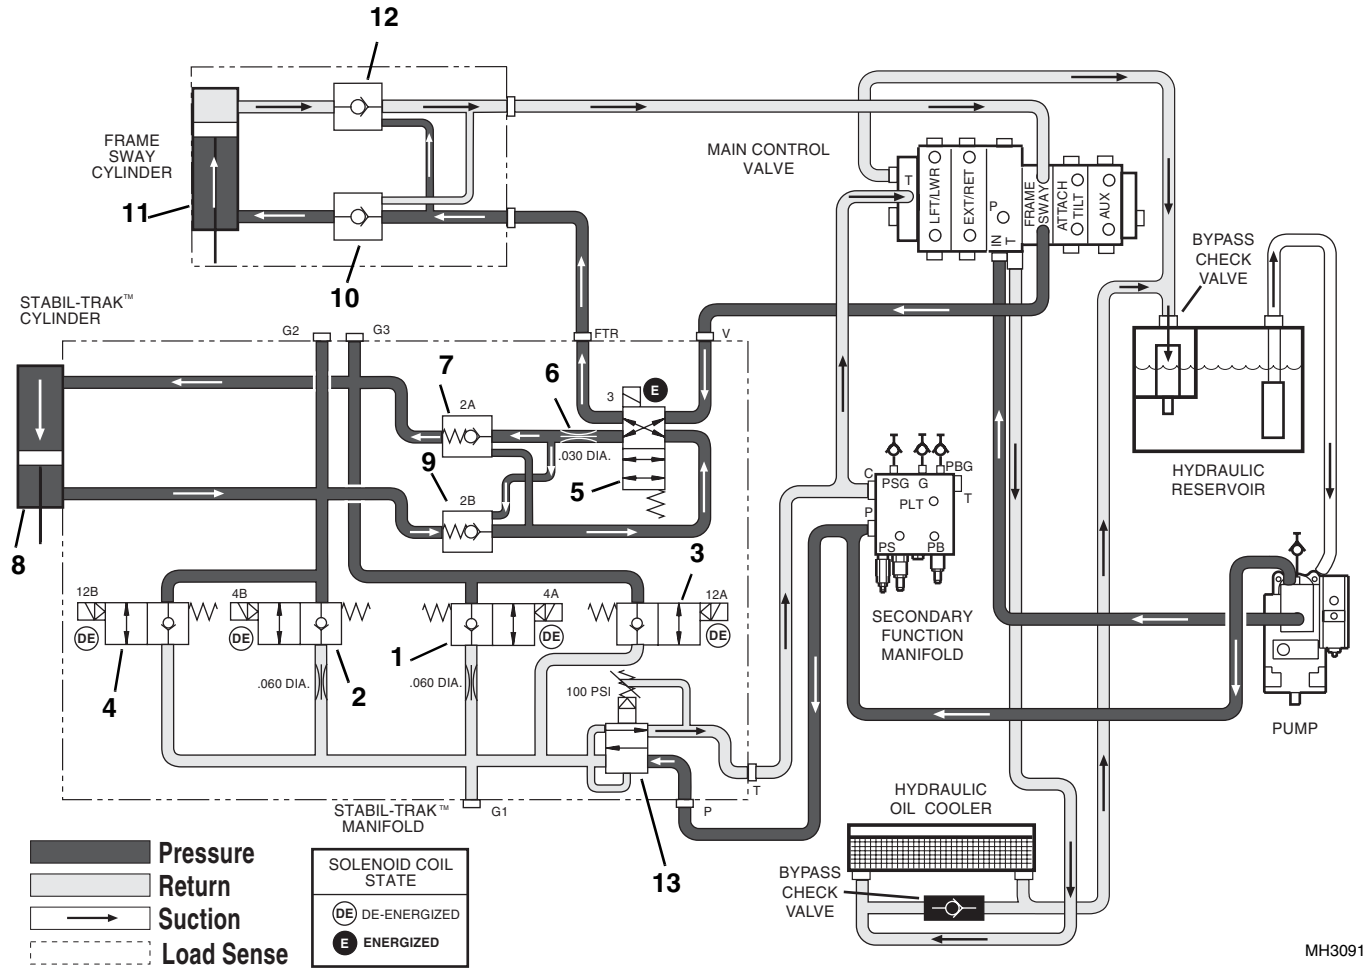 12
FRAME
SWAY
CYLINDER
11
10
MAIN CONTROL
VALVE
T
LFT/LWR
EXT/RET
P
IN
T
FRAME
SWAY
ATTACH
TILT
AUX
BYPASS
CHECK
VALVE
STABIL-TRAK™
CYLINDER
G2
G3
FTR
V
7
2A
6
3
E
.030 DIA.
5
9
2B
8
3
C
P
PSG
G
PBG
T
PLT
PS
PB
HYDRAULIC
RESERVOIR
SECONDARY
FUNCTION
MANIFOLD
12B
DE
4
4B
DE
2
.060 DIA.
1
4A
DE
.060 DIA.
12A
DE
100 PSI
T
P
G1
13
PUMP
STABIL-TRAK™
MANIFOLD
HYDRAULIC
OIL COOLER
BYPASS
CHECK
VALVE
Pressure
Return
Suction
Load Sense
SOLENOID COIL
STATE
DE DE-ENERGIZED
E ENERGIZED
MH3091